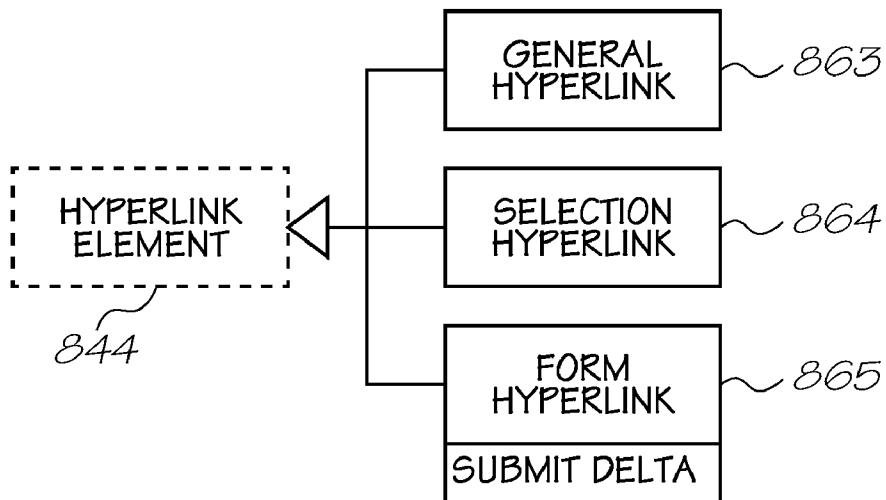 GENERAL
HYPERLINK
863
HYPERLINK
ELEMENT
844
SELECTION
HYPERLINK
864
FORM
HYPERLINK
865
SUBMIT DELTA